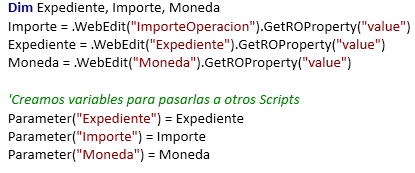 Dim Expediente, Importe, Moneda
Importe = .WebEdit("ImporteOperacion").GetROProperty("value")
Expediente = .WebEdit("Expediente").GetROProperty("value")
Moneda = .WebEdit("Moneda").GetROProperty("value")
'Creamos variables para pasarlas a otros Scripts
Parameter("Expediente") = Expediente
Parameter("Importe") = Importe
Parameter("Moneda") = Moneda